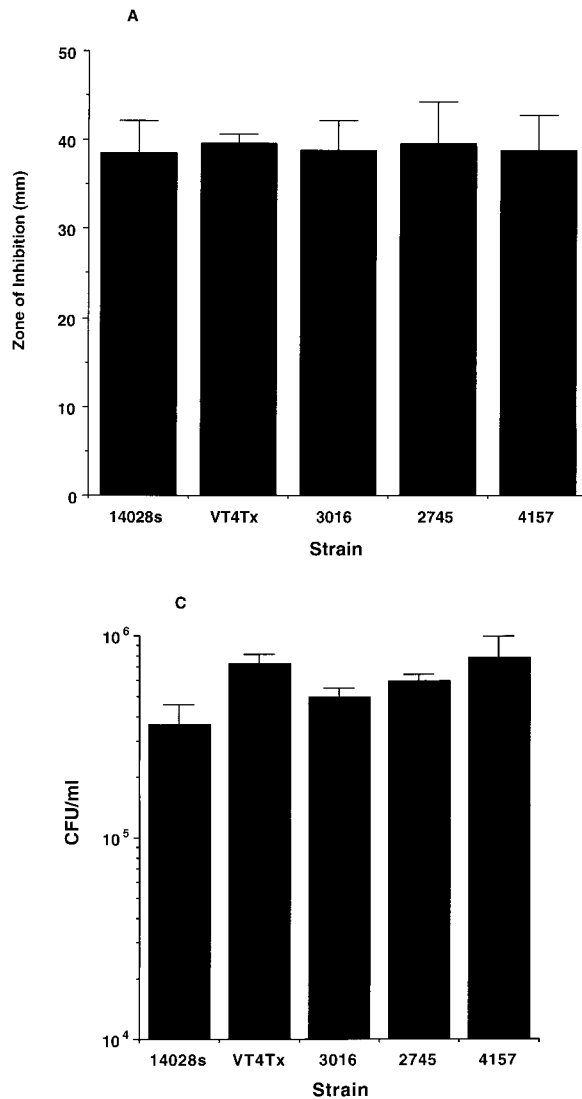 A
50
40
30
20
10
0
Zone of Inhibition (mm)
14028s VT4Tx 3016 2745 4157
Strain
C
10⁶
10⁵
10⁴
CFU/ml
14028s VT4Tx 3016 2745 4157
Strain